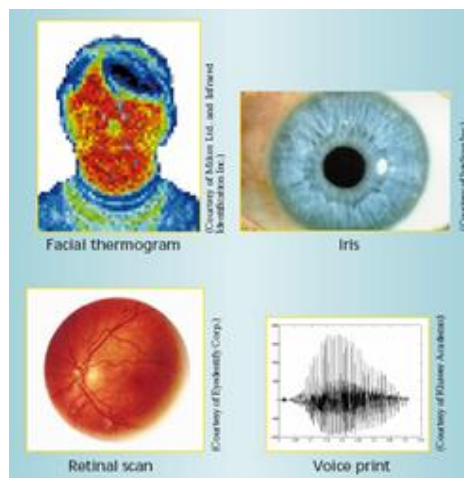 (Courtesy of Mikos Ltd. and Infrared
Identification Inc.)
Facial thermogram
Iris
(Courtesy of Eyedentify Corp.)
Retinal scan
(Courtesy of Kluwer Academic)
Voice print